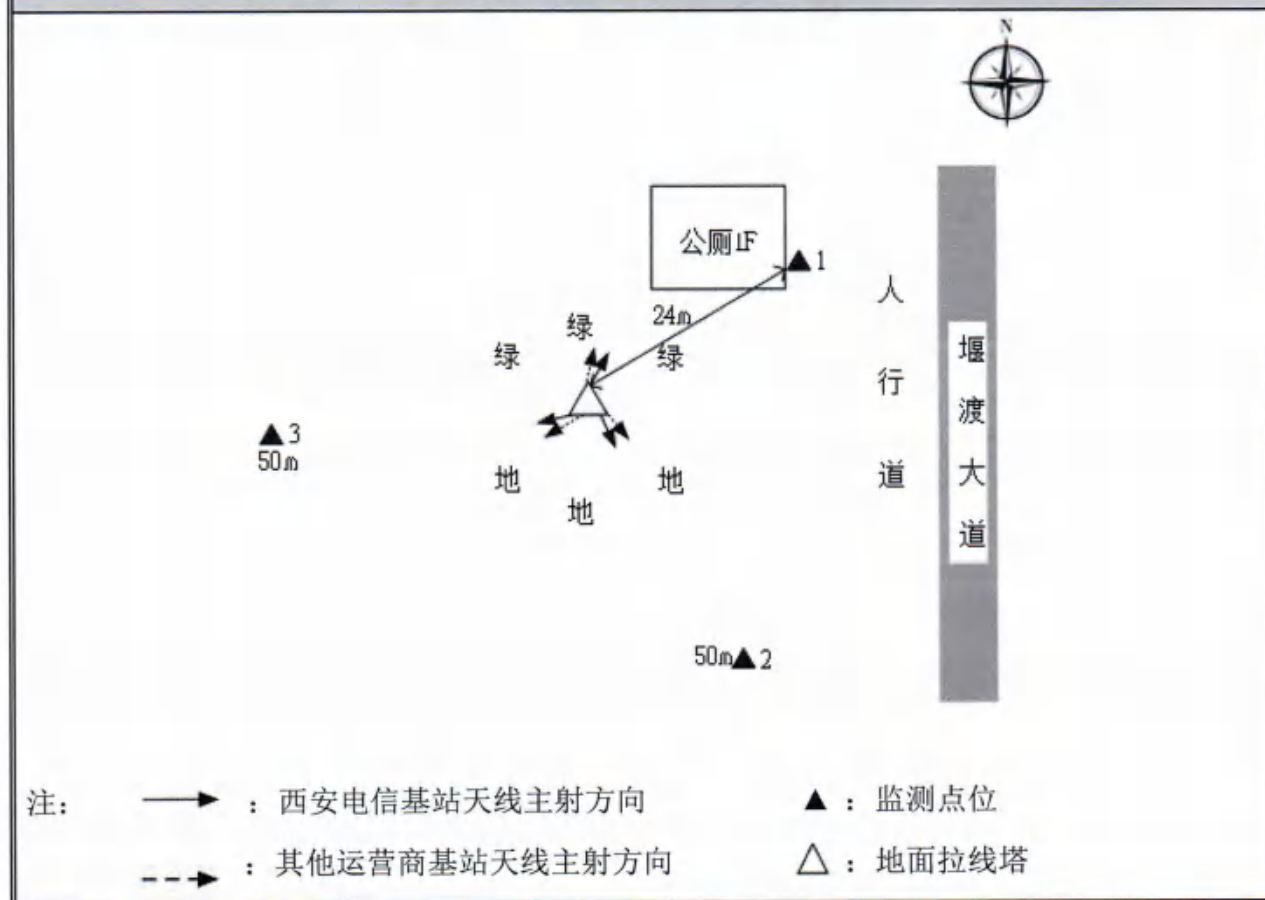 N
公厕1F
1
24m
绿
绿
绿
3
50m
地
地
地
人行道
堰渡大道
50m 2
注：
：西安电信基站天线主射方向
：监测点位
：其他运营商基站天线主射方向
：地面拉线塔